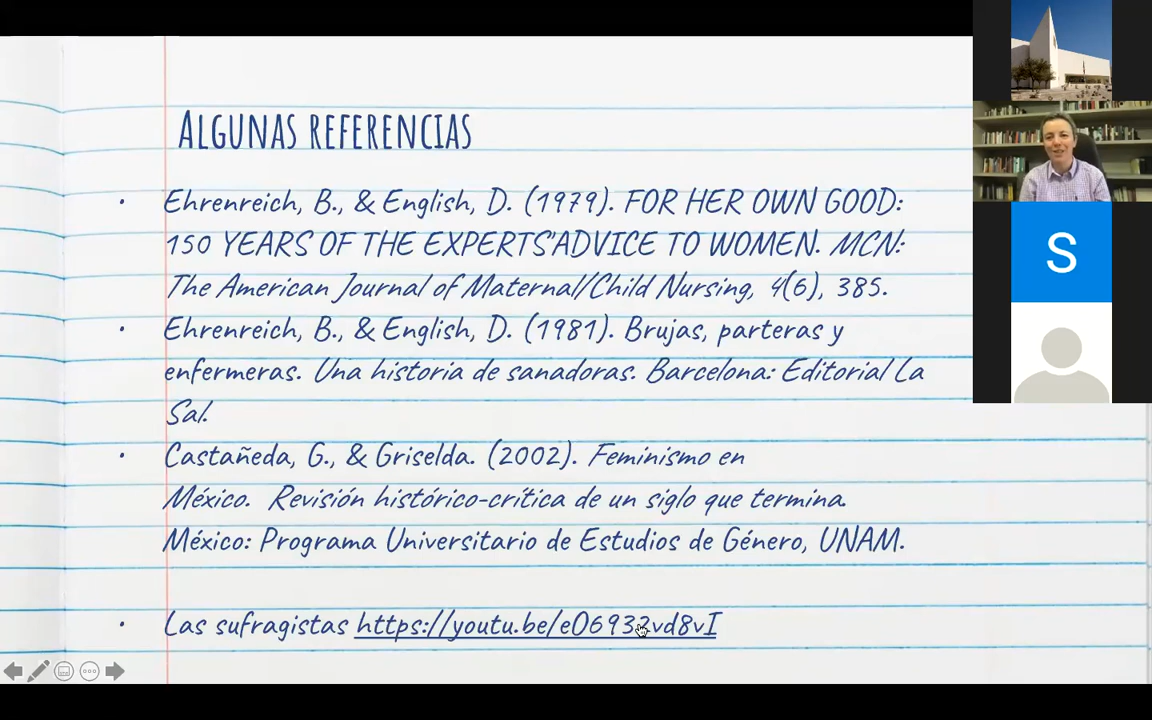 ALGUNAS REFERENCIAS
• Ehrenreich, B., & English, D. (1979). FOR HER OWN GOOD:
150 YEARS OF THE EXPERTS'ADVICE TO WOMEN. MCN:
The American Journal of Maternal/Child Nursing, 4(6), 385.
• Ehrenreich, B., & English, D. (1981). Brujas, parteras y
enfermeras. Una historia de sanadoras. Barcelona: Editorial La
Sal.
• Castañeda, G., & Griselda. (2002). Feminismo en
México. Revisión histórico-crítica de un siglo que termina.
México: Programa Universitario de Estudios de Género, UNAM.
• Las sufragistas
S